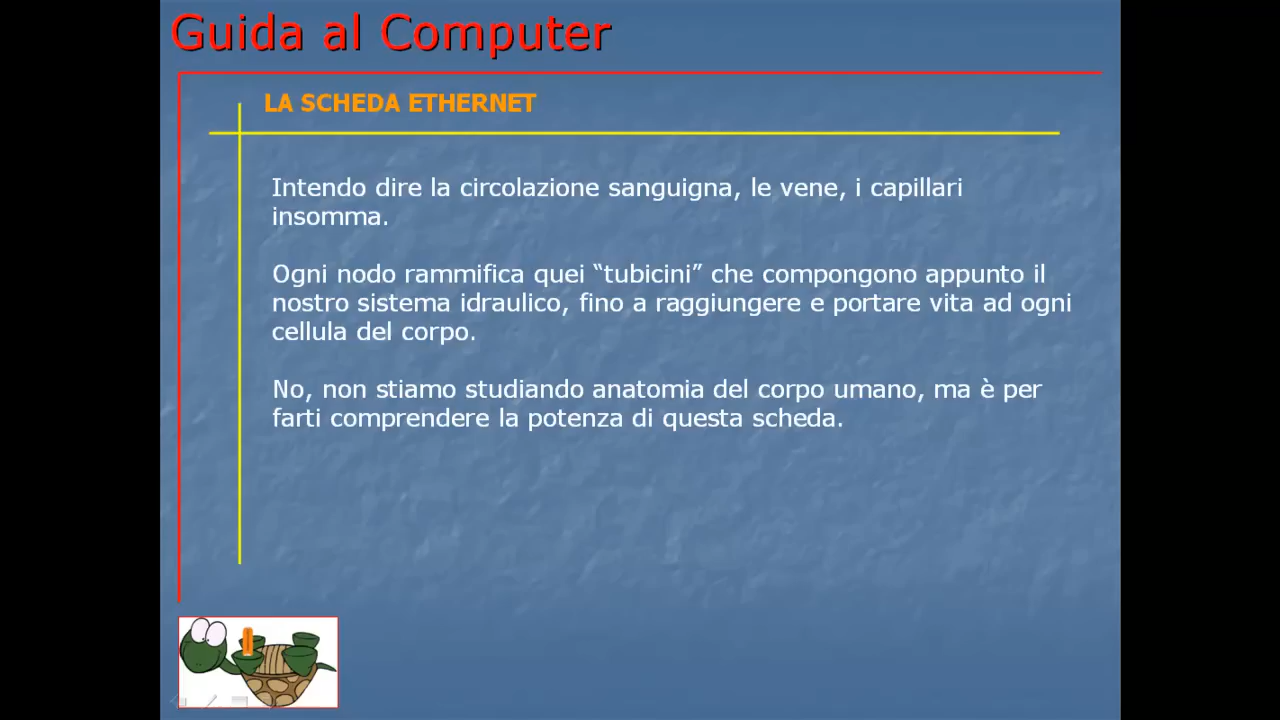 Guida al Computer
LA SCHEDA ETHERNET
Intendo dire la circolazione sanguigna, le vene, i capillari
insomma.
Ogni nodo rammifica quei “tubicini” che compongono appunto il
nostro sistema idraulico, fino a raggiungere e portare vita ad ogni
cellula del corpo.
No, non stiamo studiando anatomia del corpo umano, ma è per
farti comprendere la potenza di questa scheda.